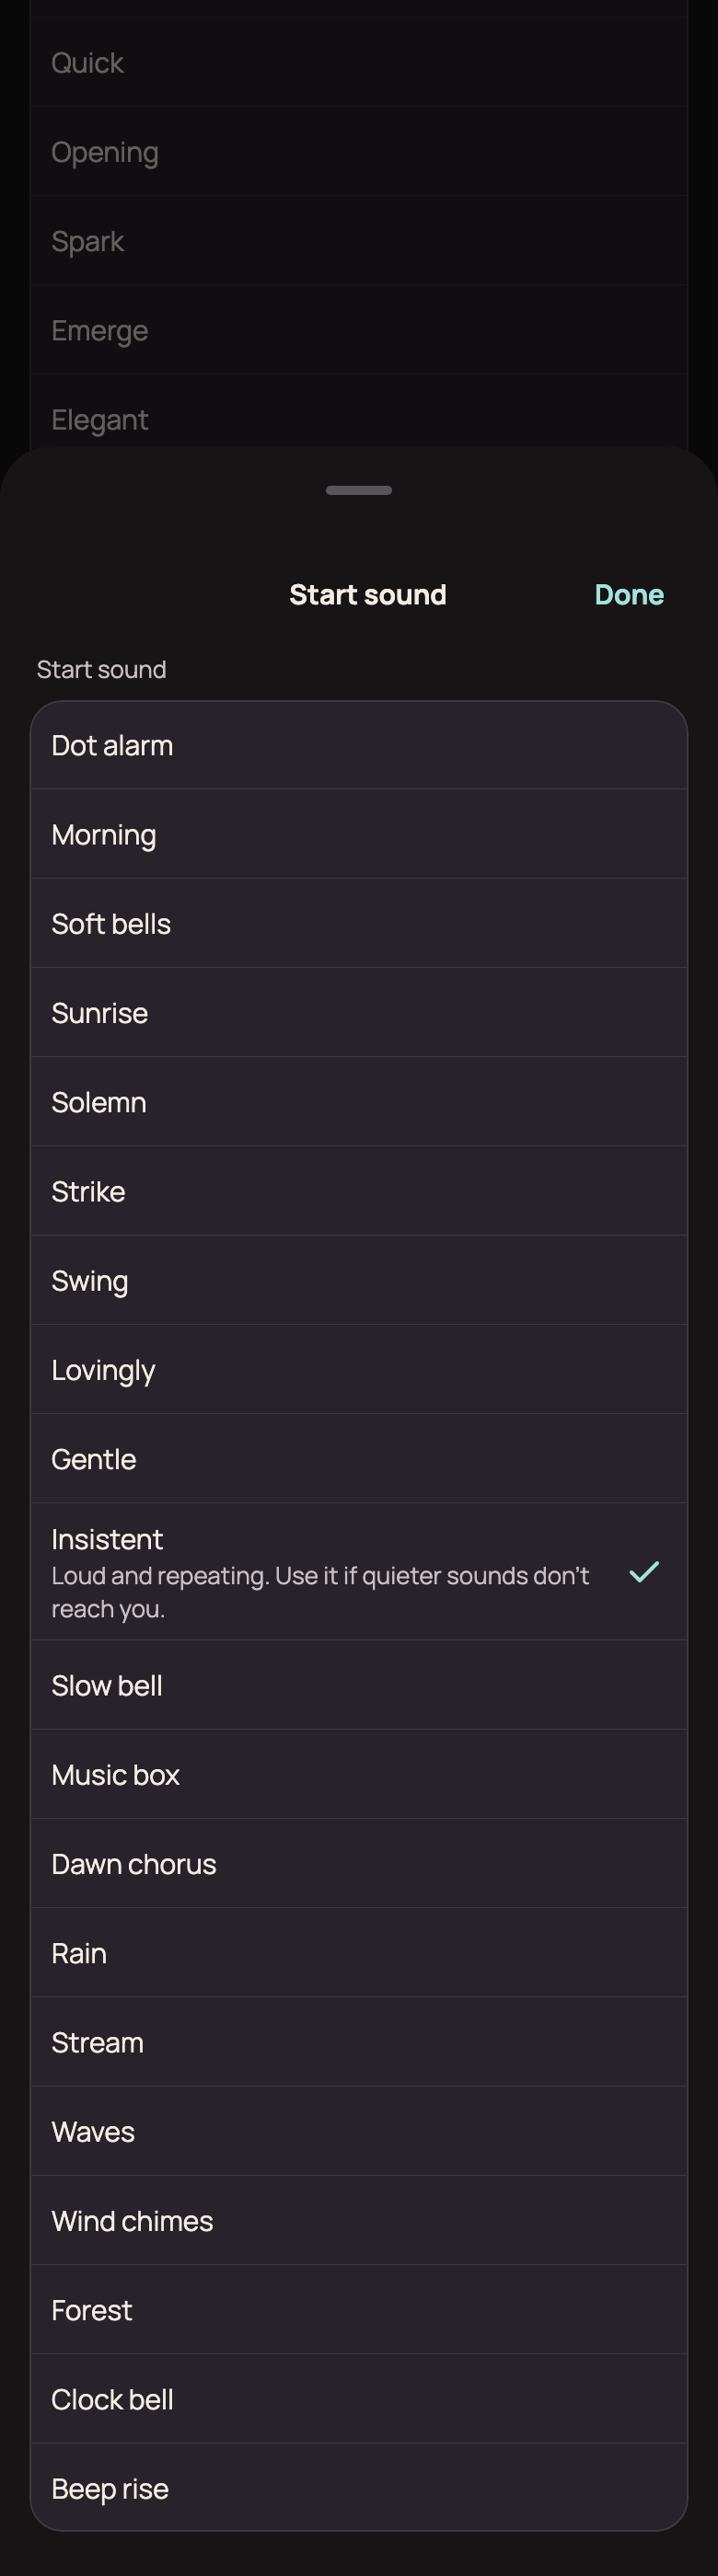 Quick
Opening
Spark
Emerge
Elegant
Start sound
Done
Start sound
Dot alarm
Morning
Soft bells
Sunrise
Solemn
Strike
Swing
Lovingly
Gentle
Insistent
Loud and repeating. Use it if quieter sounds don’t
reach you.
Slow bell
Music box
Dawn chorus
Rain
Stream
Waves
Wind chimes
Forest
Clock bell
Beep rise